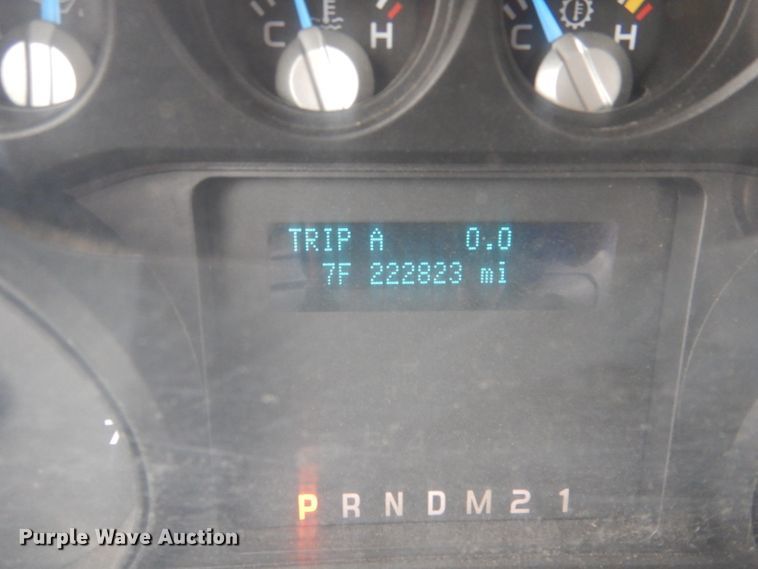 C H C H
TRIP A 0.0
7F 222823 mi
P R N D M 2 1
Purple Wave Auction